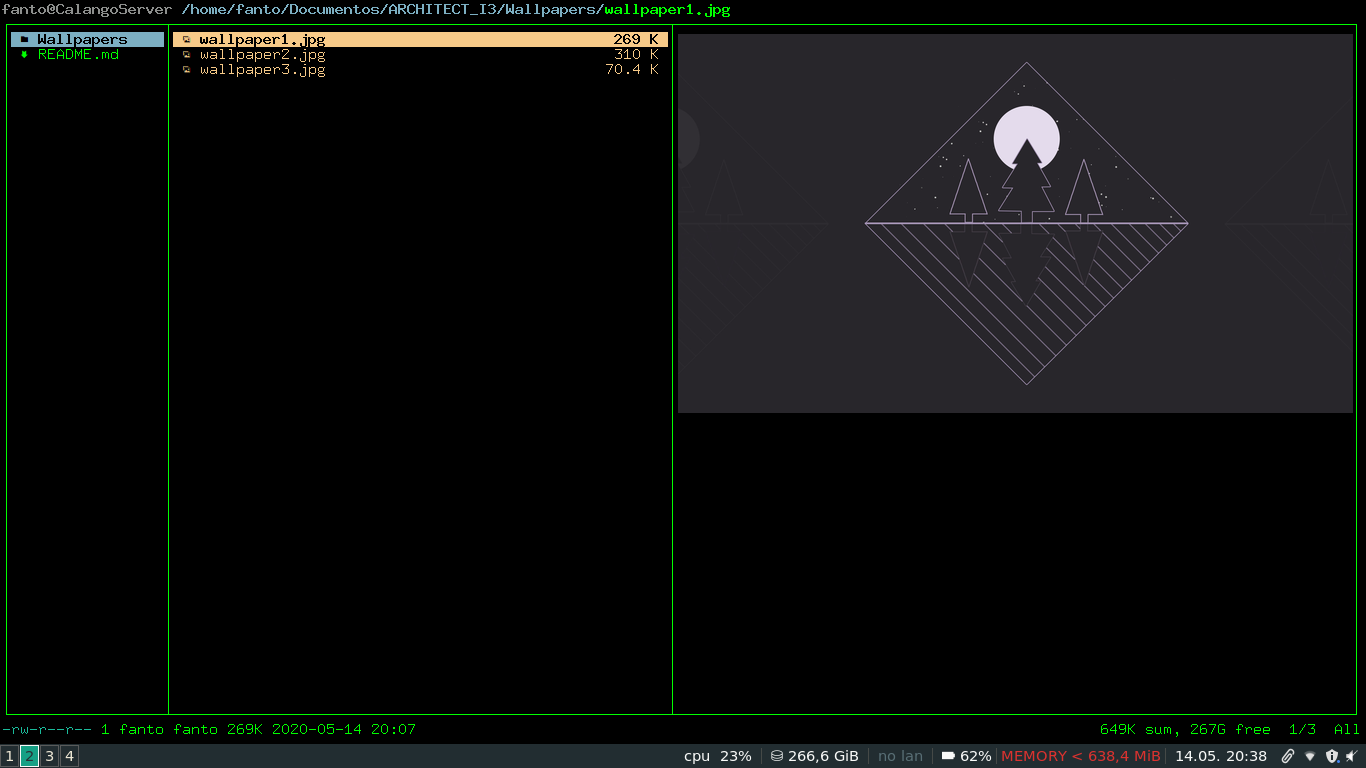 fanto@CalangoServer /home/fanto/Documentos/ARCHITECT_I3/Wallpapers/wallpaper1.jpg
Wallpapers
README.md
wallpaper1.jpg 269 K
wallpaper2.jpg 310 K
wallpaper3.jpg 70.4 K
-rw-r--r-- 1 fanto fanto 269K 2020-05-14 20:07 649K sum, 267G free 1/3 All
1 2 3 4 cpu 23% 266,6 GiB no lan 62% MEMORY < 638,4 MiB 14.05. 20:38